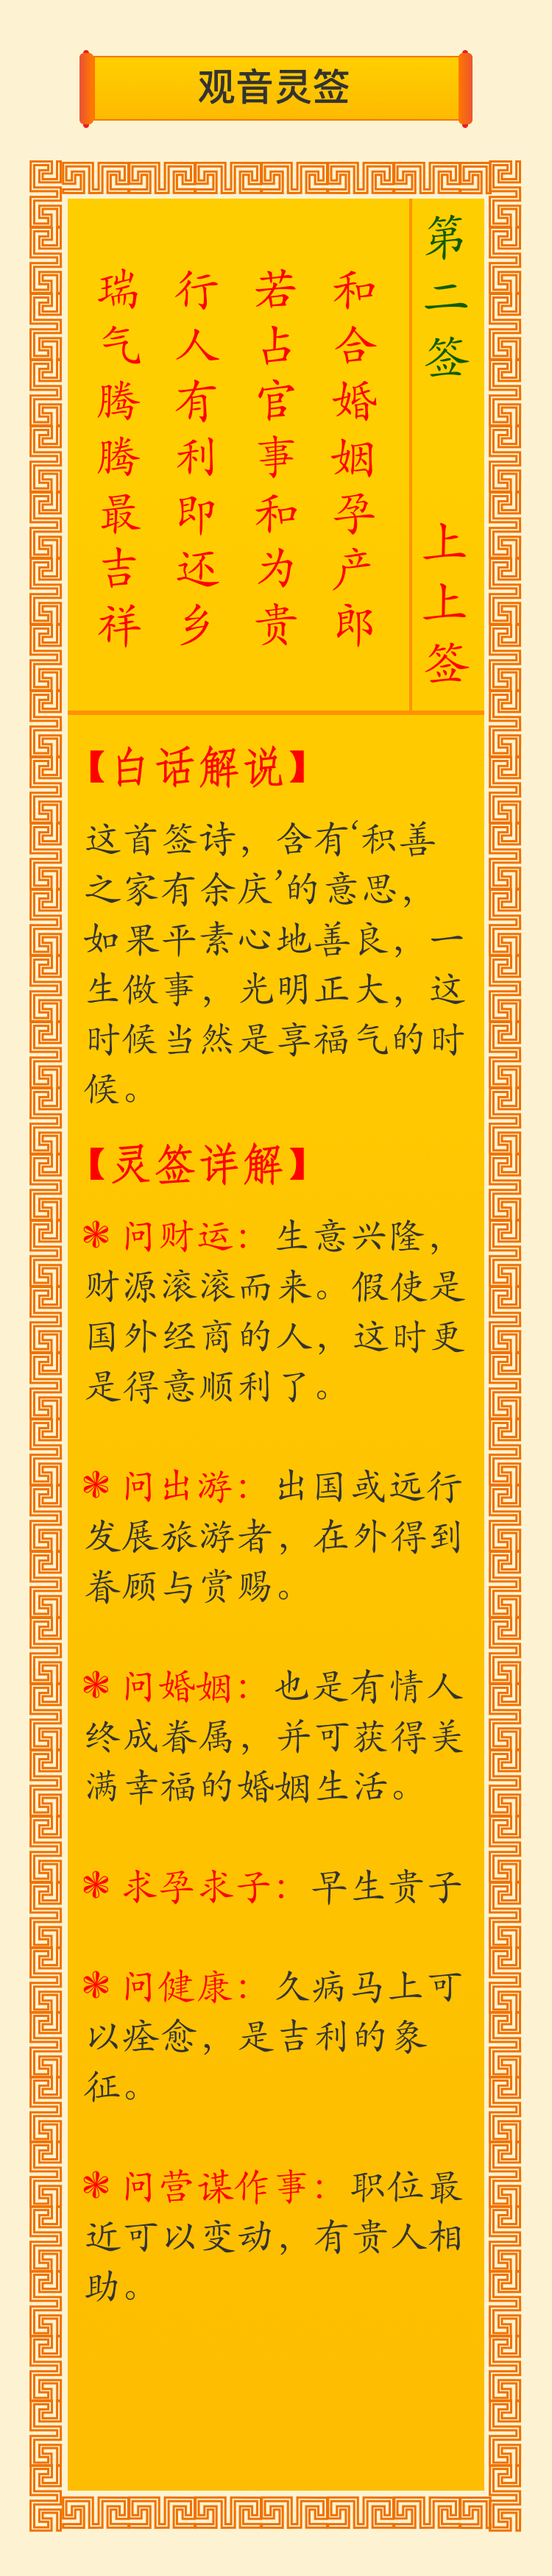 观音灵签
第二签 上上签
和合婚姻孕产郎
若占官事和为贵
行人有利即还乡
瑞气腾腾最吉祥
【白话解说】
这首签诗，含有‘积善
之家有余庆’的意思，
如果平素心地善良，一
生做事，光明正大，这
时候当然是享福气的时
候。
【灵签详解】
❃ 问财运：生意兴隆，
财源滚滚而来。假使是
国外经商的人，这时更
是得意顺利了。
❃ 问出游：出国或远行
发展旅游者，在外得到
眷顾与赏赐。
❃ 问婚姻：也是有情人
终成眷属，并可获得美
满幸福的婚姻生活。
❃ 求孕求子：早生贵子
❃ 问健康：久病马上可
以痊愈，是吉利的象
征。
❃ 问营谋作事：职位最
近可以变动，有贵人相
助。